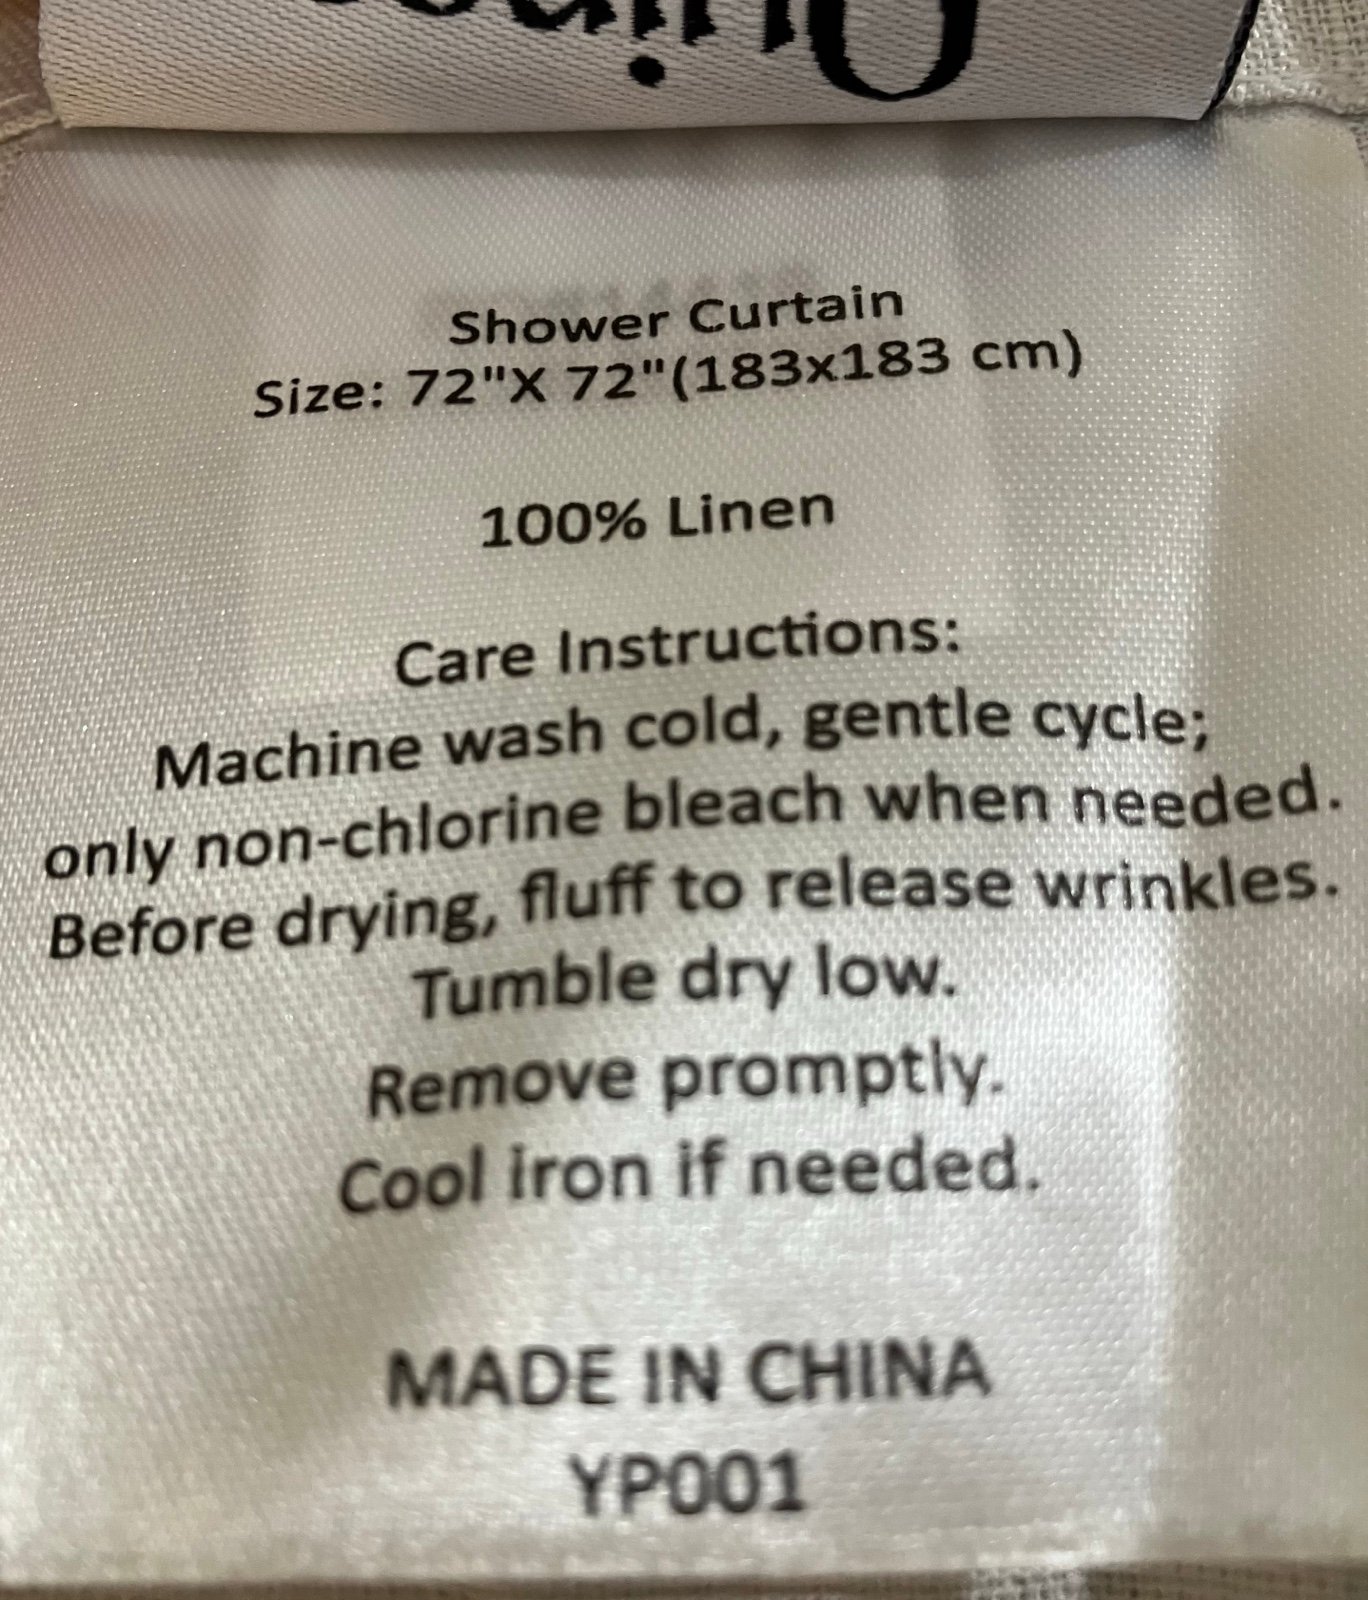 Shower Curtain
Size: 72"X 72"(183x183 cm)
100% Linen
Care Instructions:
Machine wash cold, gentle cycle;
only non-chlorine bleach when needed.
Before drying, fluff to release wrinkles.
Tumble dry low.
Remove promptly.
Cool iron if needed.
MADE IN CHINA
YP001